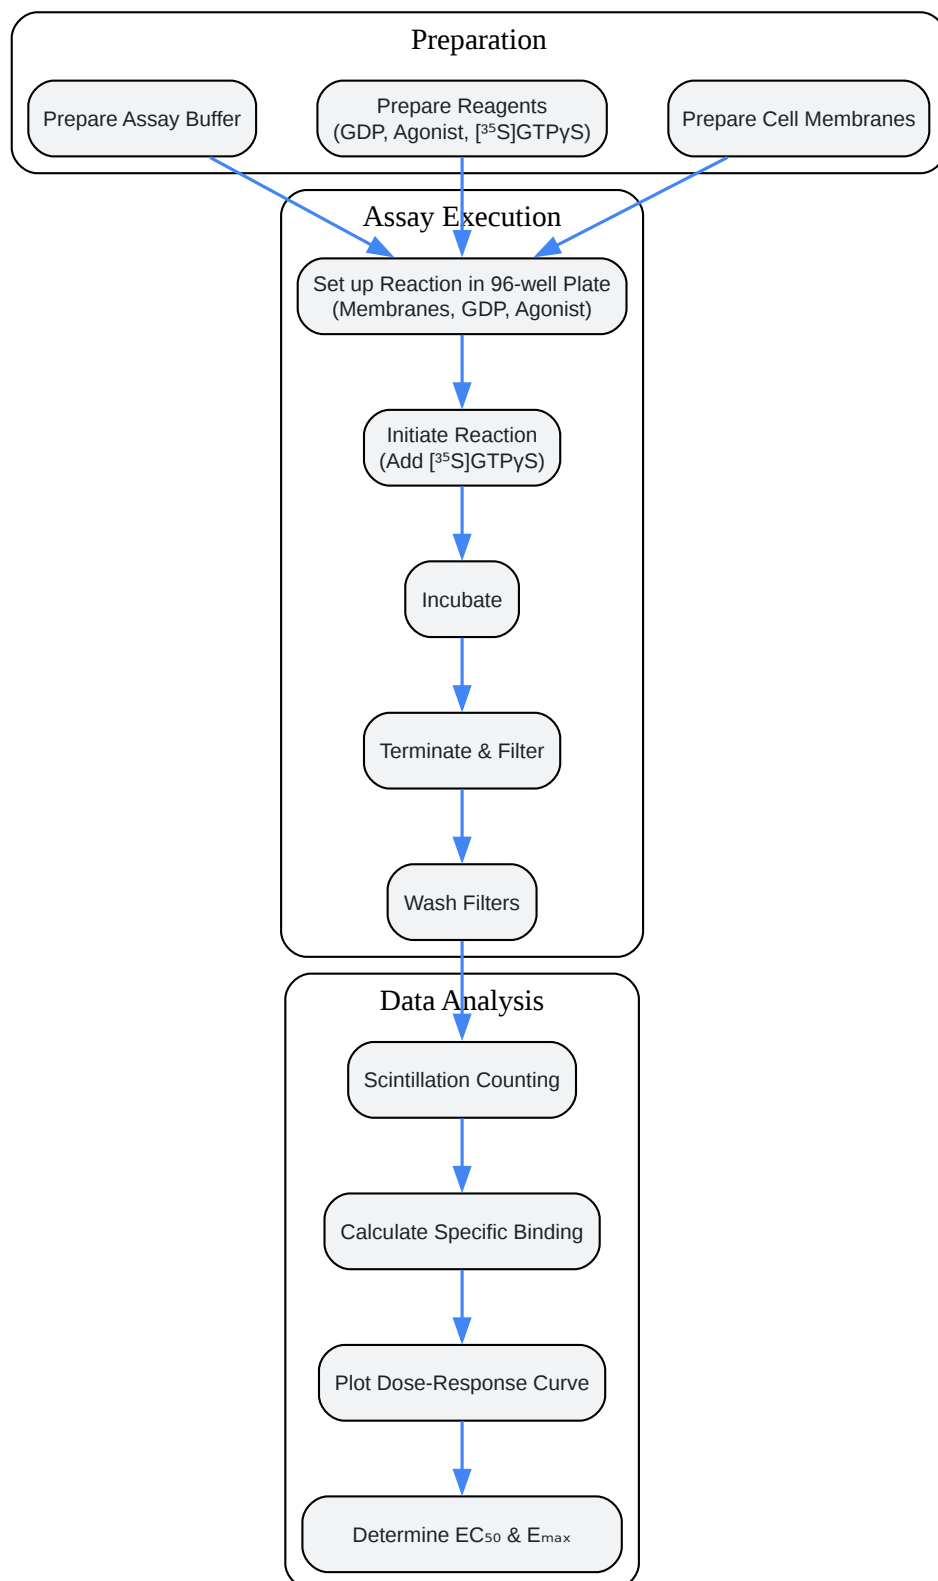 Preparation
Prepare Assay Buffer
Prepare Reagents
(GDP, Agonist, [³⁵S]GTPγS)
Prepare Cell Membranes
Assay Execution
Set up Reaction in 96-well Plate
(Membranes, GDP, Agonist)
Initiate Reaction
(Add [³⁵S]GTPγS)
Incubate
Terminate & Filter
Wash Filters
Data Analysis
Scintillation Counting
Calculate Specific Binding
Plot Dose-Response Curve
Determine EC₅₀ & Eₘₐₓ